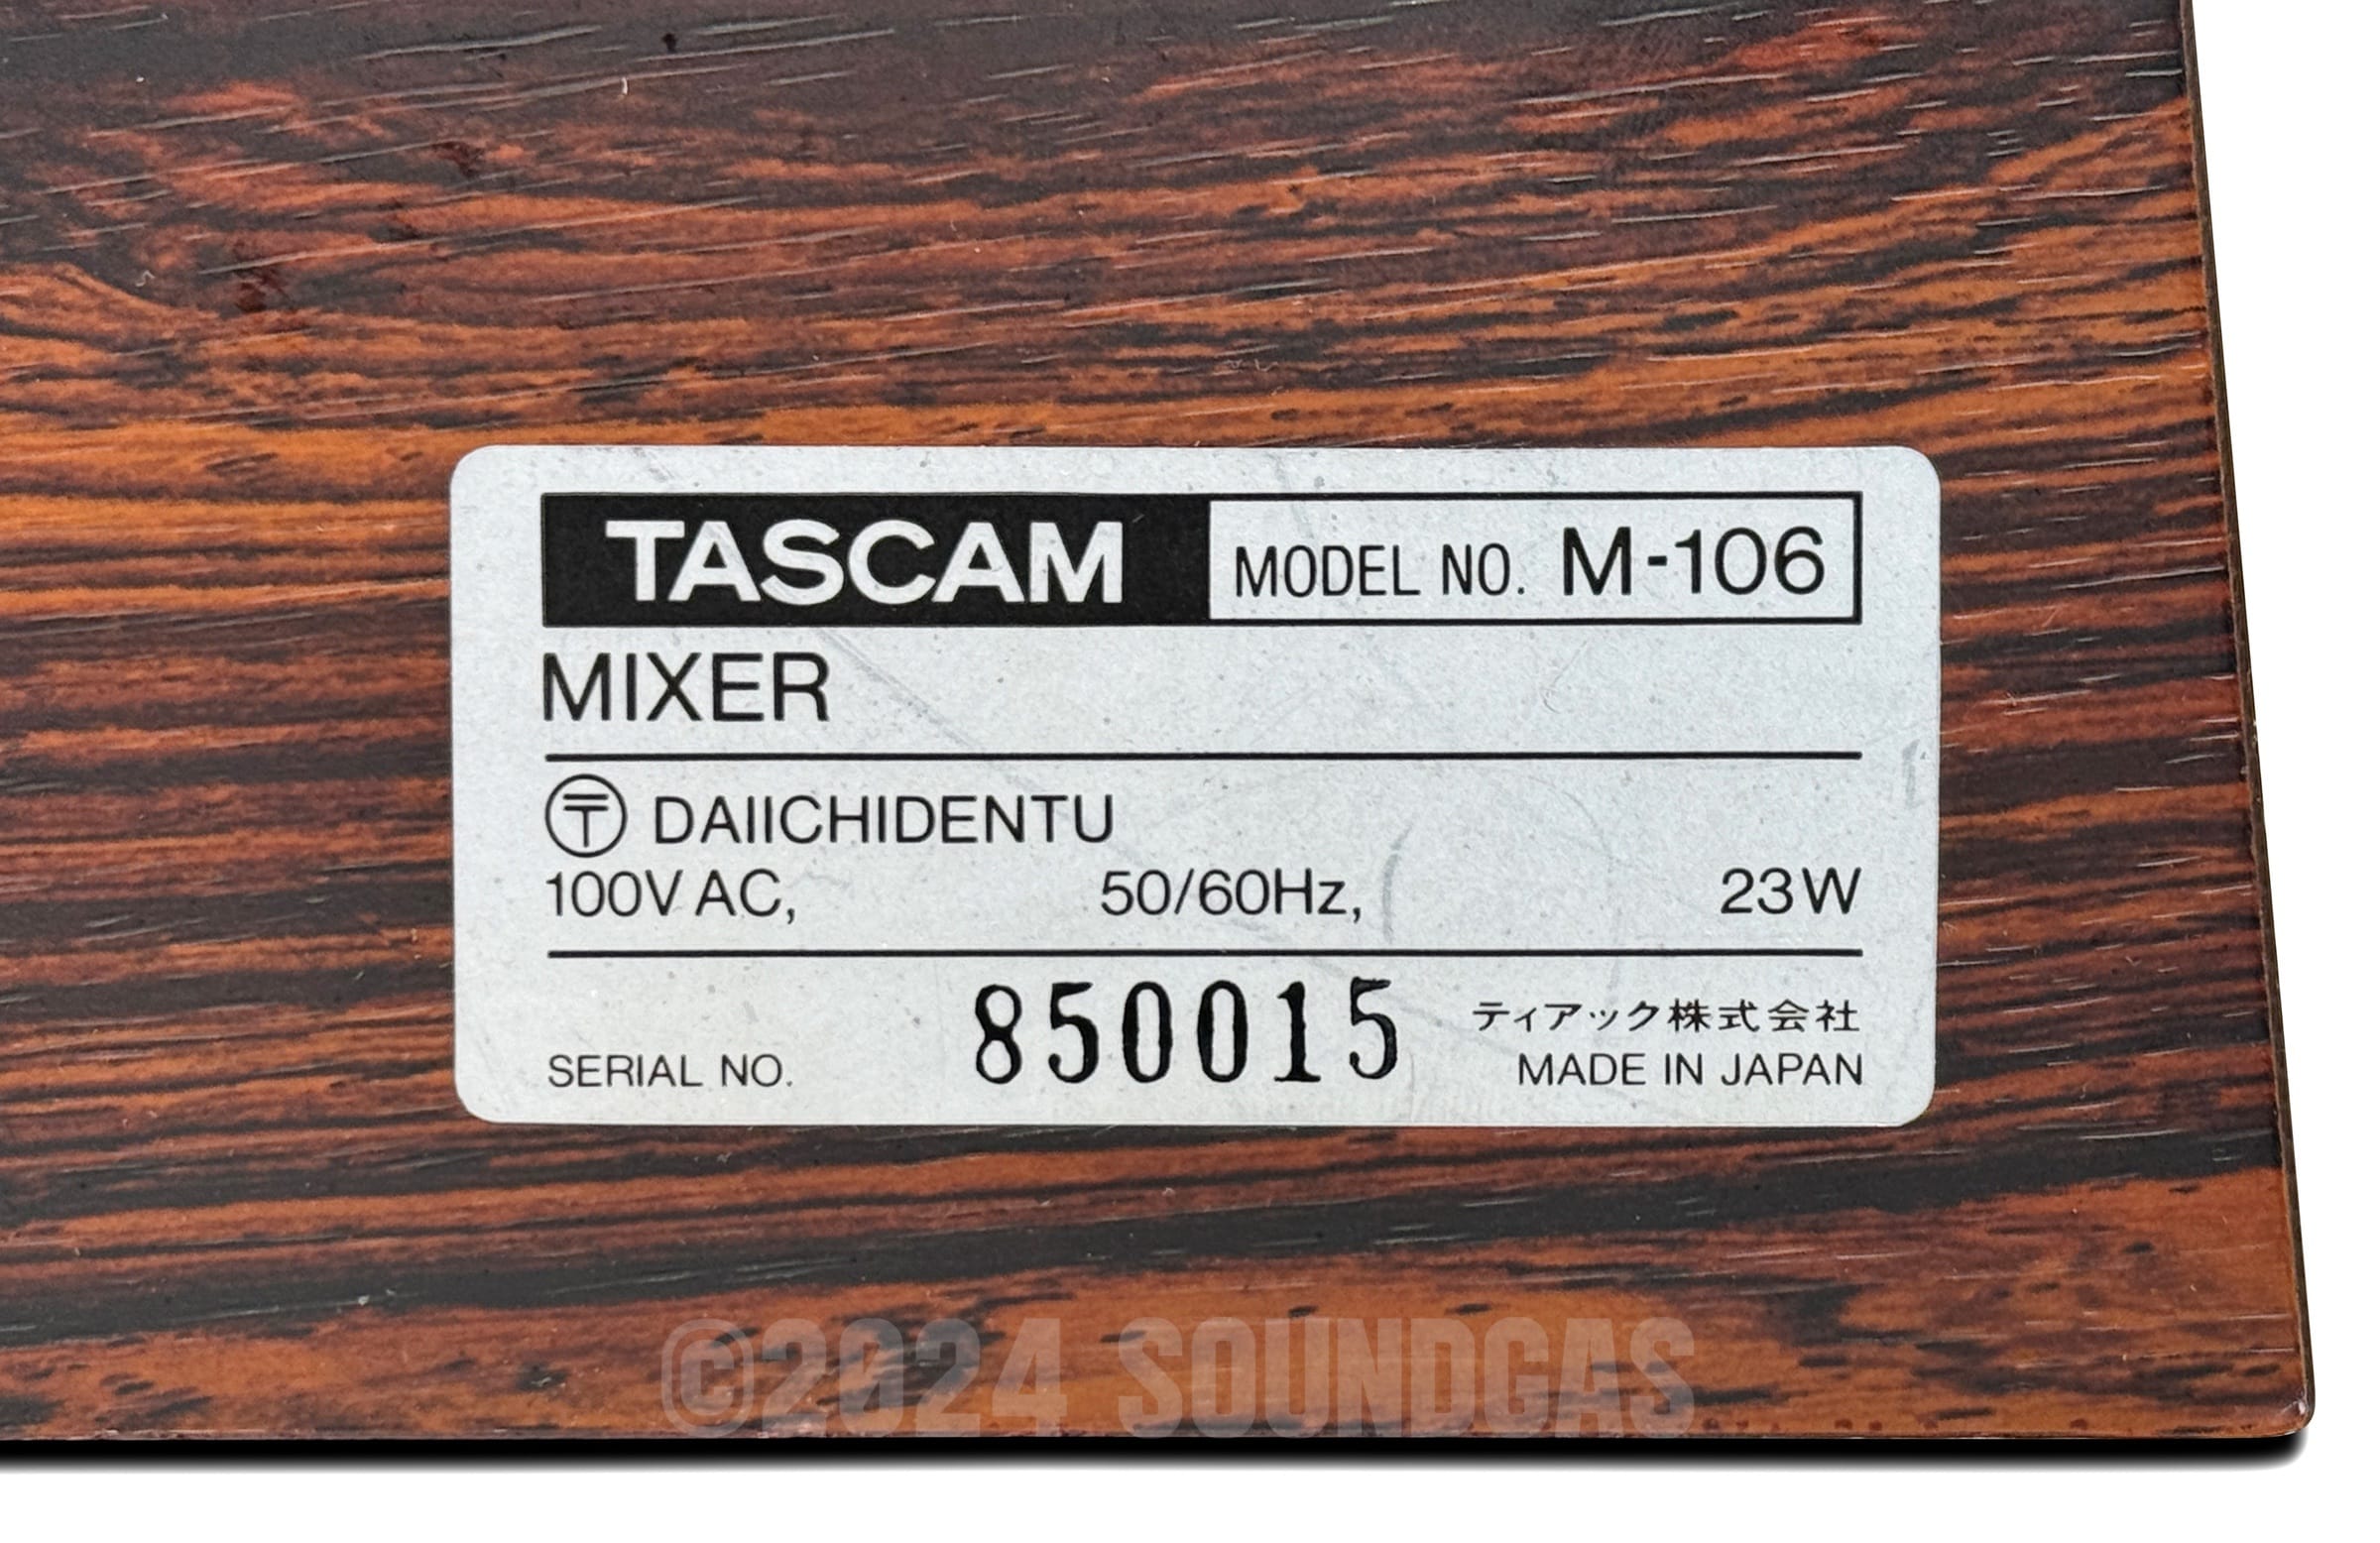 TASCAM MODEL NO. M-106
MIXER
〶 DAIICHIDENTU
100V AC, 50/60Hz, 23W
SERIAL NO. 850015 ティアック株式会社
MADE IN JAPAN
©2024 SOUNDGAS